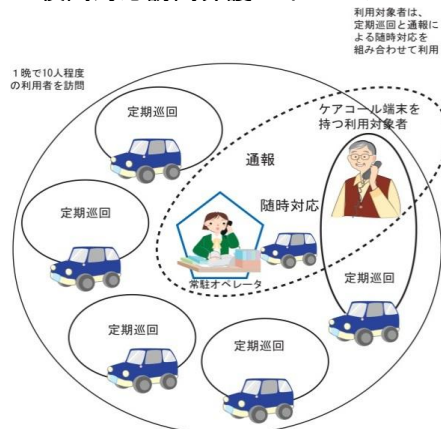 利用対象者は、
定期巡回と通報に
よる随時対応を
組み合わせて利用
1晩で10人程度
の利用者を訪問
定期巡回
ケアコール端末を
持つ利用対象者
通報
定期巡回
随時対応
常駐オペレータ
定期巡回
定期巡回
定期巡回